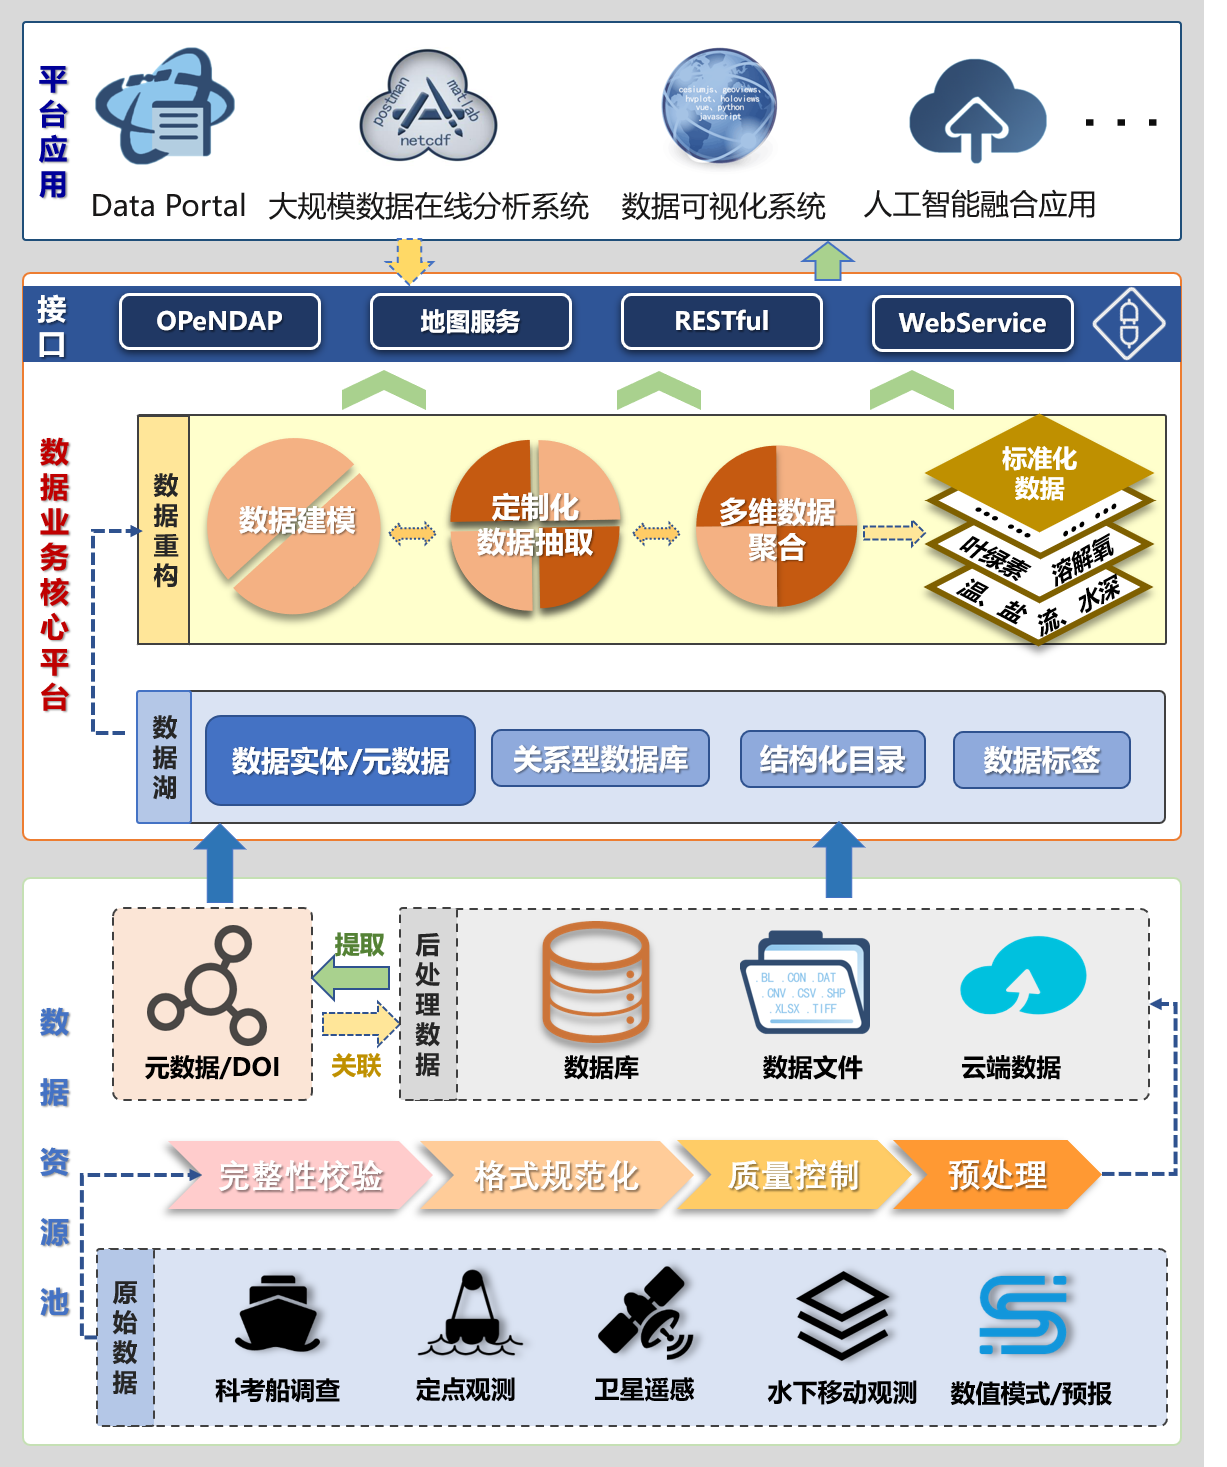 平台应用
postman
matlab
netcdf
cosiumjs、geoviews、
hvplot、holoviews
vue、python
javascript
Data Portal
大规模数据在线分析系统
数据可视化系统
人工智能融合应用
接口
OPeNDAP
地图服务
RESTful
WebService
数据业务核心平台
数据重构
数据建模
定制化
数据抽取
多维数据
聚合
标准化
数据
叶绿素
溶解氧
温、盐
流、水深
数据湖
数据实体/元数据
关系型数据库
结构化目录
数据标签
数据资源池
元数据/DOI
提取
关联
后处理数据
数据库
.BL .CON .DAT
.CNV .CSV .SHP
.XLSX .TIFF
数据文件
云端数据
完整性校验
格式规范化
质量控制
预处理
原始数据
科考船调查
定点观测
卫星遥感
水下移动观测
数值模式/预报